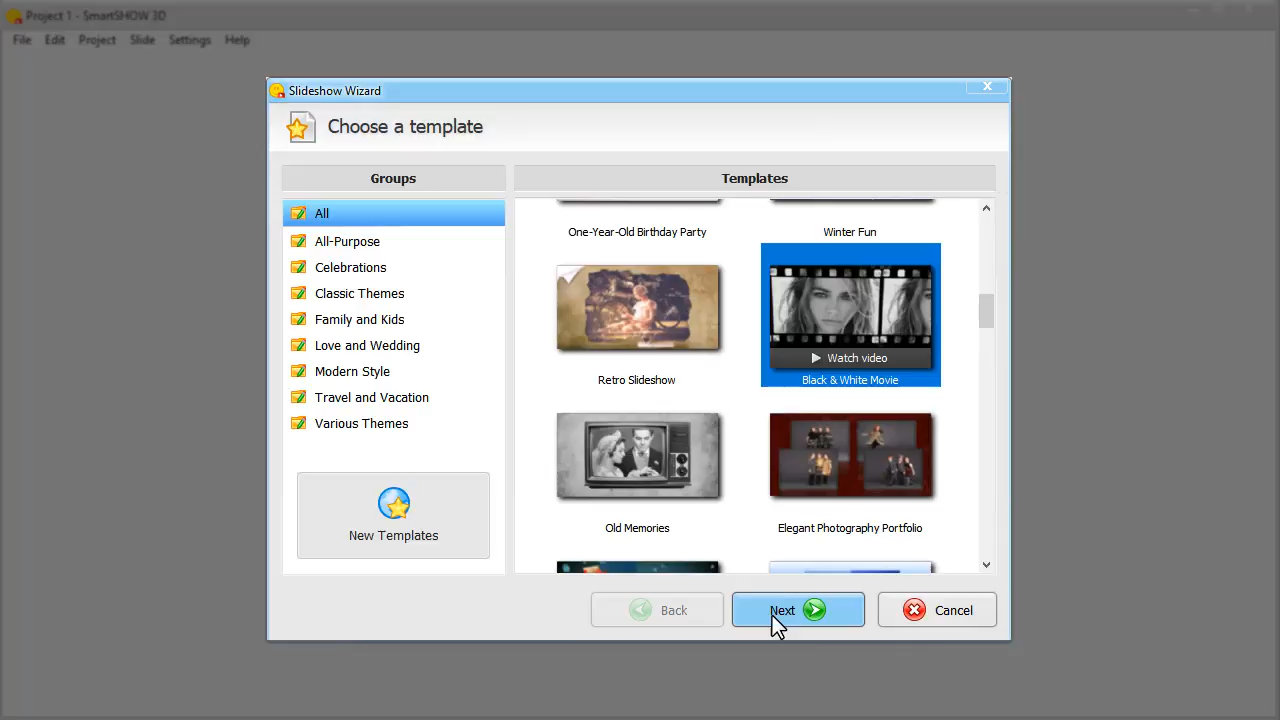 Project 1 - SmartSHOW 3D
File Edit Project Slide Settings Help
Slideshow Wizard
Choose a template
Groups
All
All-Purpose
Celebrations
Classic Themes
Family and Kids
Love and Wedding
Modern Style
Travel and Vacation
Various Themes
New Templates
Templates
One-Year-Old Birthday Party
Winter Fun
Watch video
Retro Slideshow
Black & White Movie
Old Memories
Elegant Photography Portfolio
Back
Next
Cancel